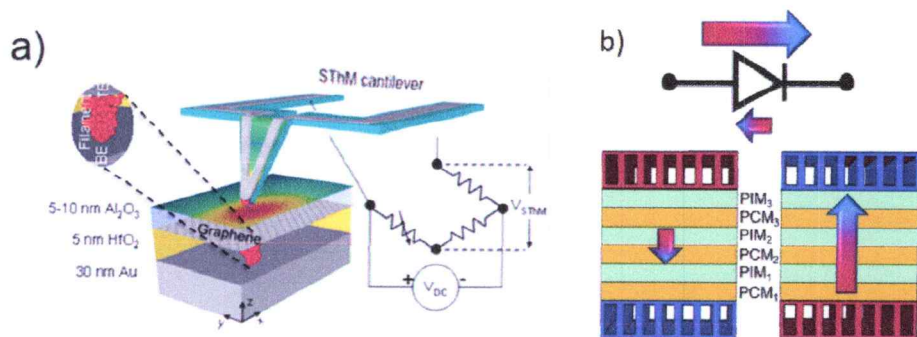 a)
SThM cantilever
Filament
TE
BE
5-10 nm Al₂O₃
Graphene
5 nm HfO₂
30 nm Au
V_SThM
+ -
V_DC
z
y x
b)
PIM₃
PCM₃
PIM₂
PCM₂
PIM₁
PCM₁